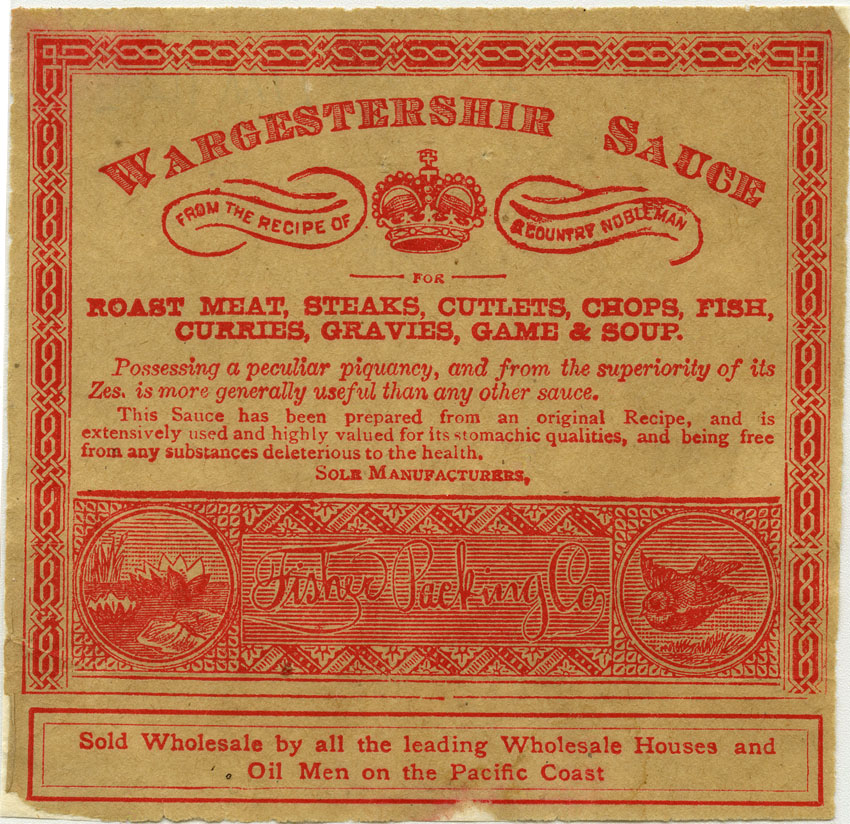 WARGESTERSHIR SAUCE
FROM THE RECIPE OF
A COUNTRY NOBLEMAN
FOR
ROAST MEAT, STEAKS, CUTLETS, CHOPS, FISH,
CURRIES, GRAVIES, GAME & SOUP.
Possessing a peculiar piquancy, and from the superiority of its
Zes. is more generally useful than any other sauce.
This Sauce has been prepared from an original Recipe, and is
extensively used and highly valued for its stomachic qualities, and being free
from any substances deleterious to the health.
SOLE MANUFACTURERS,
Fisher Packing Co
Sold Wholesale by all the leading Wholesale Houses and
Oil Men on the Pacific Coast